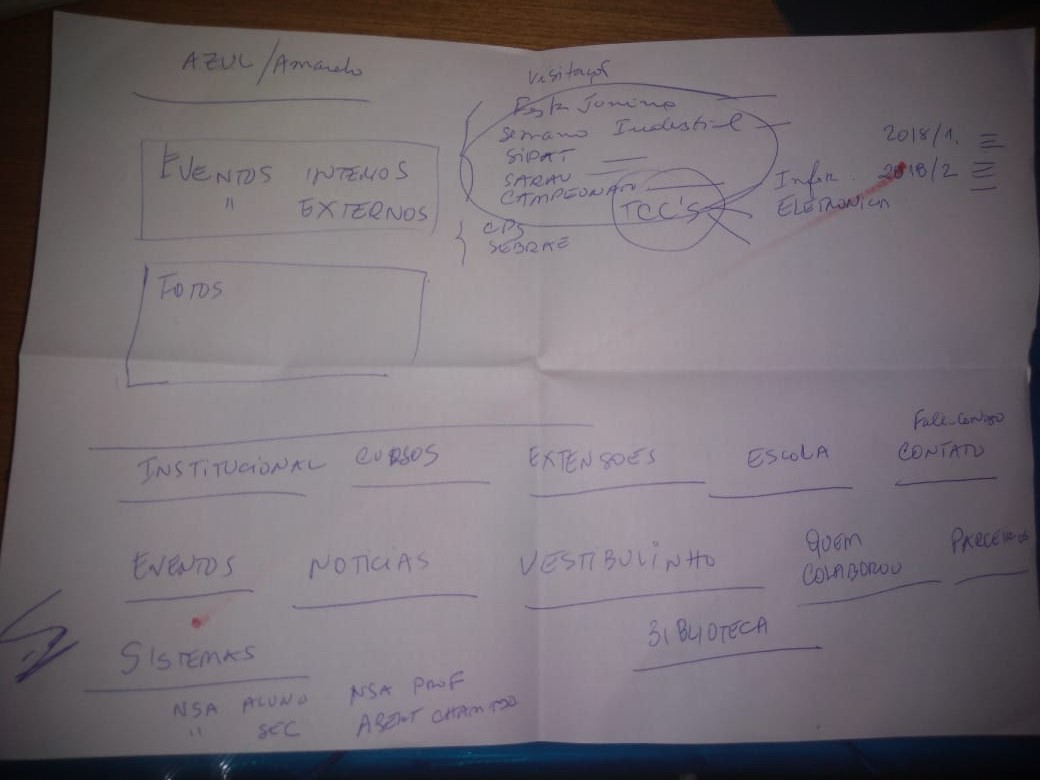 AZUL / Amarelo
Visitação
Festa Junina
Semana Industrial
SIPAT
SARAU
CAMPEONATO
TCC'S
CPS
SEBRAE
2018/1.
Infor. 2018/2
ELETRONICA
EVENTOS INTERNOS
" EXTERNOS
FOTOS
Fale-conosco
INSTITUCIONAL CURSOS EXTENSOES ESCOLA CONTATO
EVENTOS NOTICIAS VESTIBULINHO QUEM COLABOROU PARCEIROS
BIBLIOTECA
SISTEMAS
NSA ALUNO NSA PROF
" SEC ABERT CHAMADO